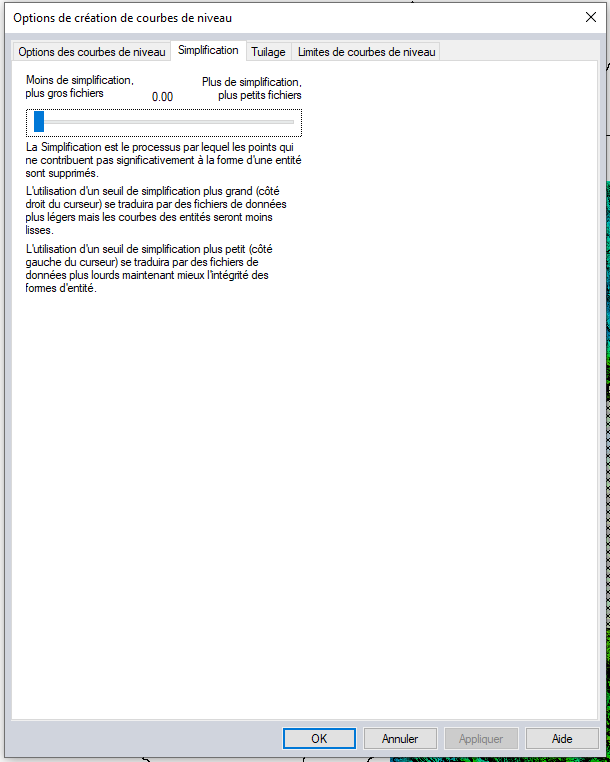 Options de création de courbes de niveau
Options des courbes de niveau Simplification Tuilage Limites de courbes de niveau
Moins de simplification,
plus gros fichiers
0.00
Plus de simplification,
plus petits fichiers
La Simplification est le processus par lequel les points qui
ne contribuent pas significativement à la forme d'une entité
sont supprimés.
L'utilisation d'un seuil de simplification plus grand (côté
droit du curseur) se traduira par des fichiers de données
plus légers mais les courbes des entités seront moins
lisses.
L'utilisation d'un seuil de simplification plus petit (côté
gauche du curseur) se traduira par des fichiers de
données plus lourds maintenant mieux l'intégrité des
formes d'entité.
OK Annuler Appliquer Aide